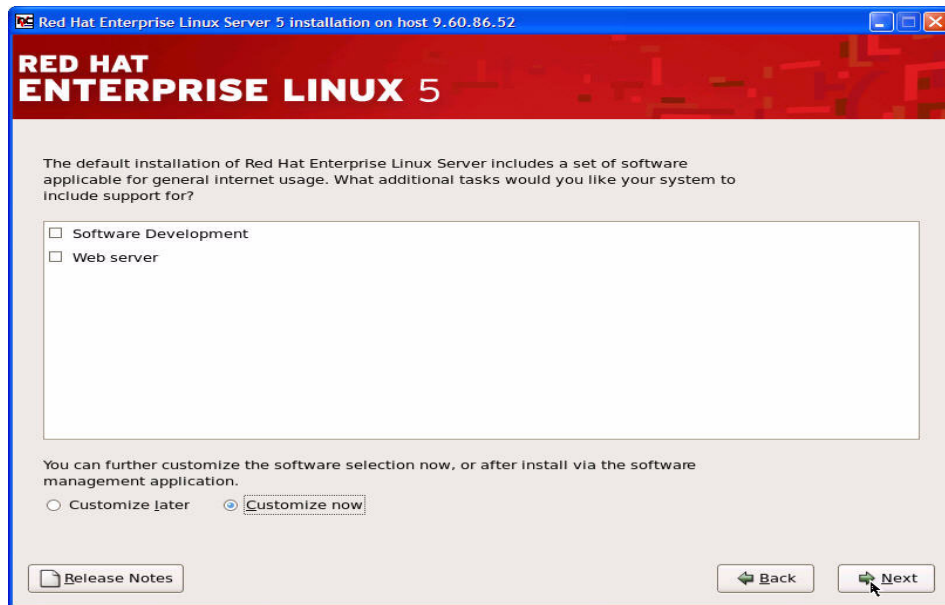 Red Hat Enterprise Linux Server 5 installation on host 9.60.86.52
RED HAT
ENTERPRISE LINUX 5
The default installation of Red Hat Enterprise Linux Server includes a set of software
applicable for general internet usage. What additional tasks would you like your system to
include support for?
Software Development
Web server
You can further customize the software selection now, or after install via the software
management application.
Customize later
Customize now
Release Notes
Back
Next